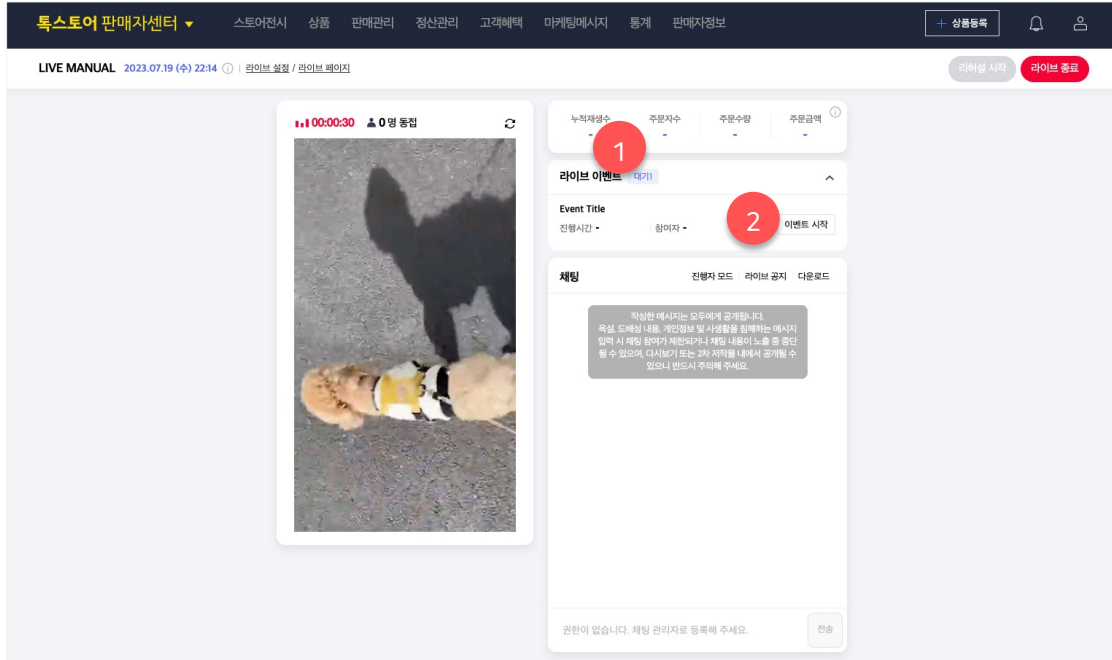 톡스토어 판매자센터 ▼ 스토어전시 상품 판매관리 정산관리 고객혜택 마케팅메시지 통계 판매자정보 + 상품등록
LIVE MANUAL 2023.07.19 (수) 22:14 라이브 설정 / 라이브 페이지 리허설 시작 라이브 종료
00:00:30 0 명 동접
누적재생수 주문자수 주문수량 주문금액
- - - -
1
라이브 이벤트 대기1
Event Title
진행시간 - 참여자 - 2 이벤트 시작
채팅 진행자 모드 라이브 공지 다운로드
작성한 메시지는 모두에게 공개됩니다.
욕설, 도배성 내용, 개인정보 및 사생활을 침해하는 메시지
입력 시 채팅 참여가 제한되거나 채팅 내용이 노출 중 중단
될 수 있으며, 다시보기 또는 2차 저작물 내에서 공개될 수
있으니 반드시 주의해 주세요.
권한이 없습니다. 채팅 관리자로 등록해 주세요. 전송